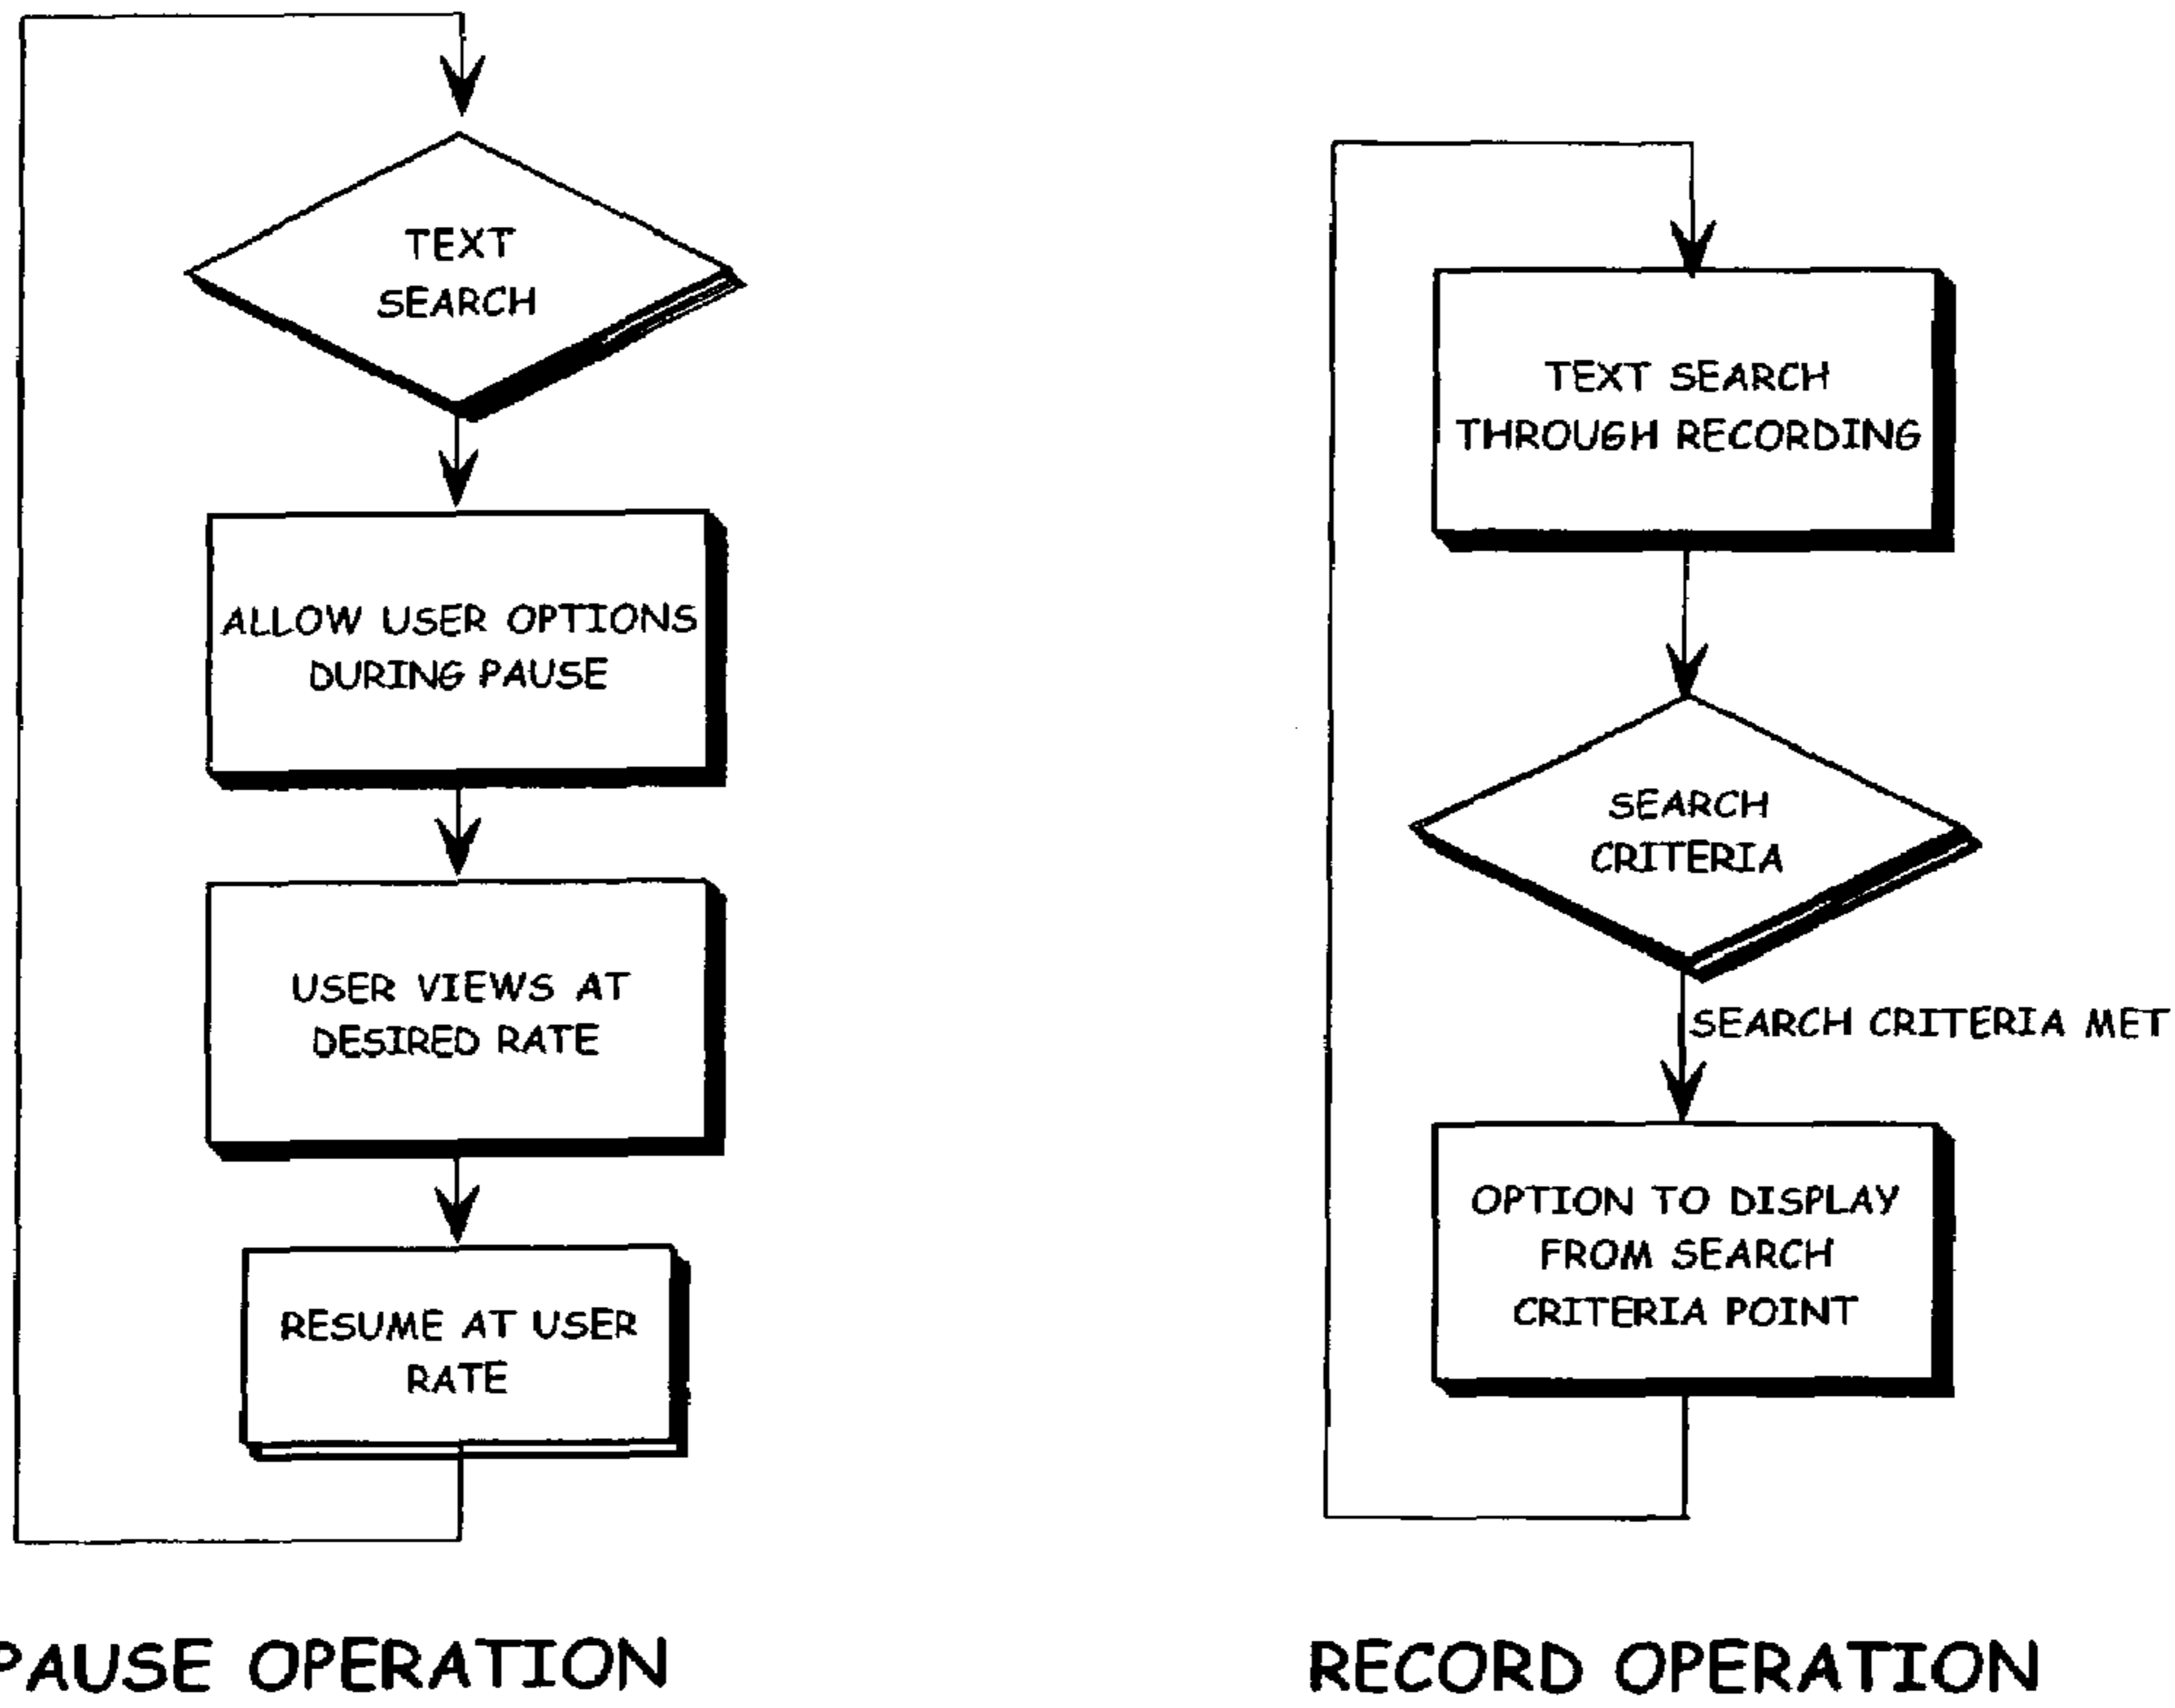 TEXT
SEARCH
ALLOW USER OPTIONS
DURING PAUSE
USER VIEWS AT
DESIRED RATE
RESUME AT USER
RATE
PAUSE OPERATION
TEXT SEARCH
THROUGH RECORDING
SEARCH
CRITERIA
SEARCH CRITERIA MET
OPTION TO DISPLAY
FROM SEARCH
CRITERIA POINT
RECORD OPERATION